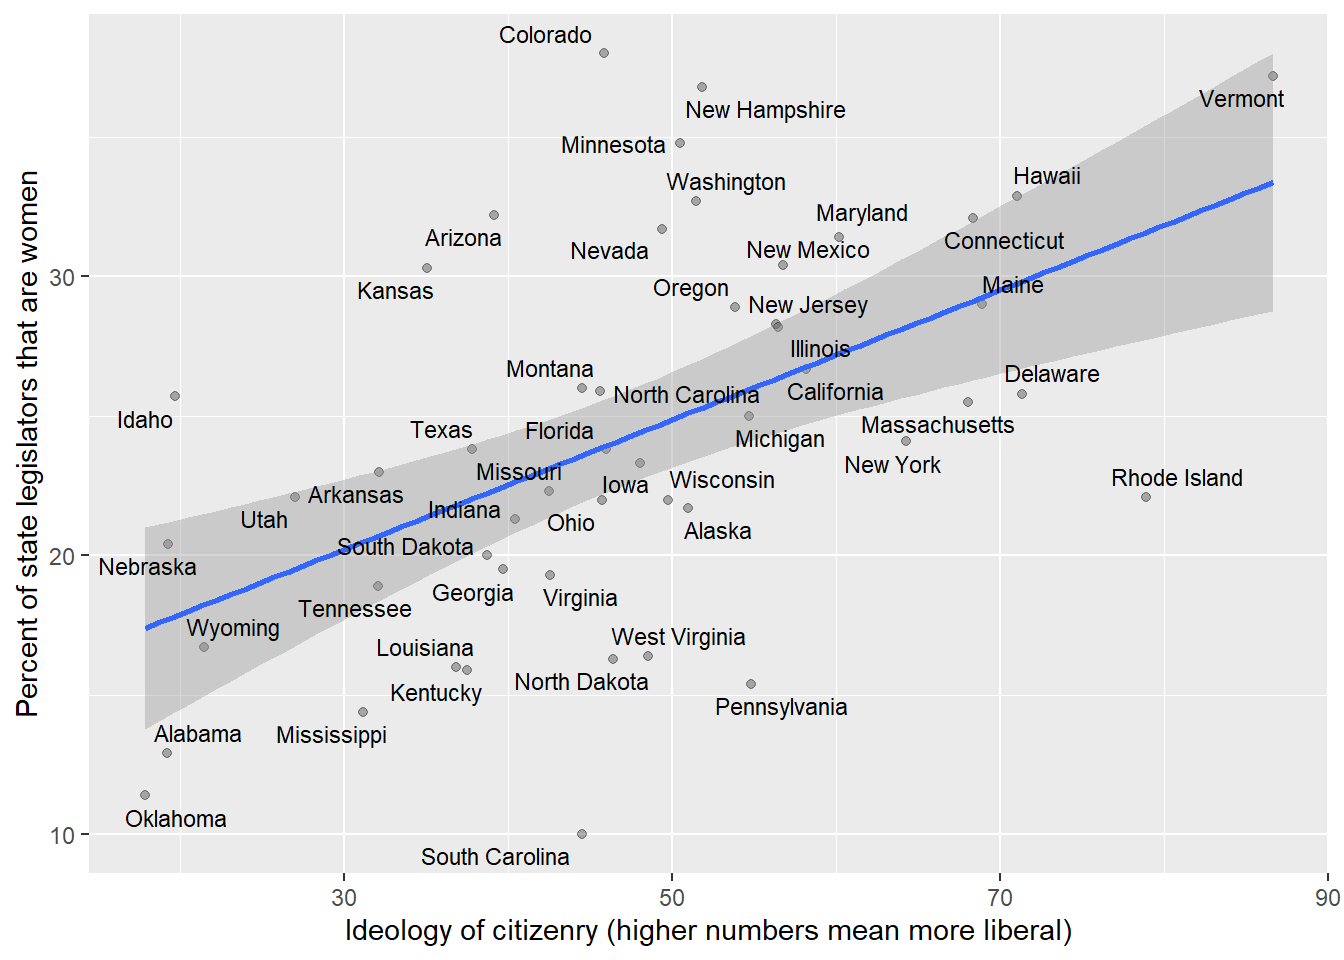 Colorado
New Hampshire
Vermont
Minnesota
Washington
Hawaii
Maryland
Arizona
Connecticut
Nevada
New Mexico
Kansas
Oregon
Maine
New Jersey
Illinois
Montana
Delaware
North Carolina
California
Idaho
Texas
Florida
Michigan
Massachusetts
New York
Missouri
Wisconsin
Rhode Island
Arkansas
Iowa
Utah
Indiana
Ohio
Alaska
South Dakota
Nebraska
Georgia
Virginia
Tennessee
Wyoming
West Virginia
Louisiana
North Dakota
Kentucky
Pennsylvania
Alabama
Mississippi
Oklahoma
South Carolina
Percent of state legislators that are women
30
20
10
30
50
70
90
Ideology of citizenry (higher numbers mean more liberal)